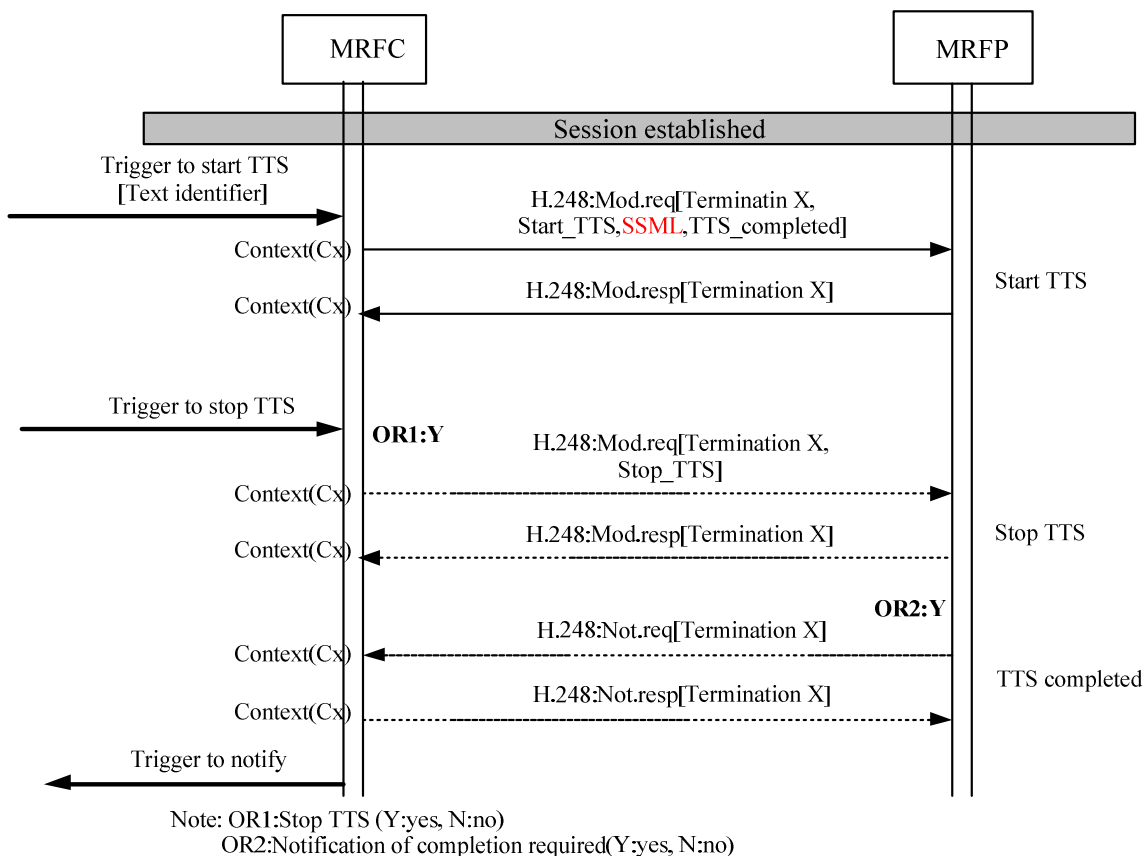 MRFC
MRFP
Session established
Trigger to start TTS
[Text identifier]
H.248:Mod.req[Terminatin X,
Start_TTS,SSML,TTS_completed]
Context(Cx)
H.248:Mod.resp[Termination X]
Start TTS
Context(Cx)
Trigger to stop TTS
OR1:Y
H.248:Mod.req[Termination X,
Stop_TTS]
Context(Cx)
H.248:Mod.resp[Termination X]
Stop TTS
Context(Cx)
OR2:Y
H.248:Not.req[Termination X]
Context(Cx)
TTS completed
H.248:Not.resp[Termination X]
Context(Cx)
Trigger to notify
Note: OR1:Stop TTS (Y:yes, N:no)
OR2:Notification of completion required(Y:yes, N:no)